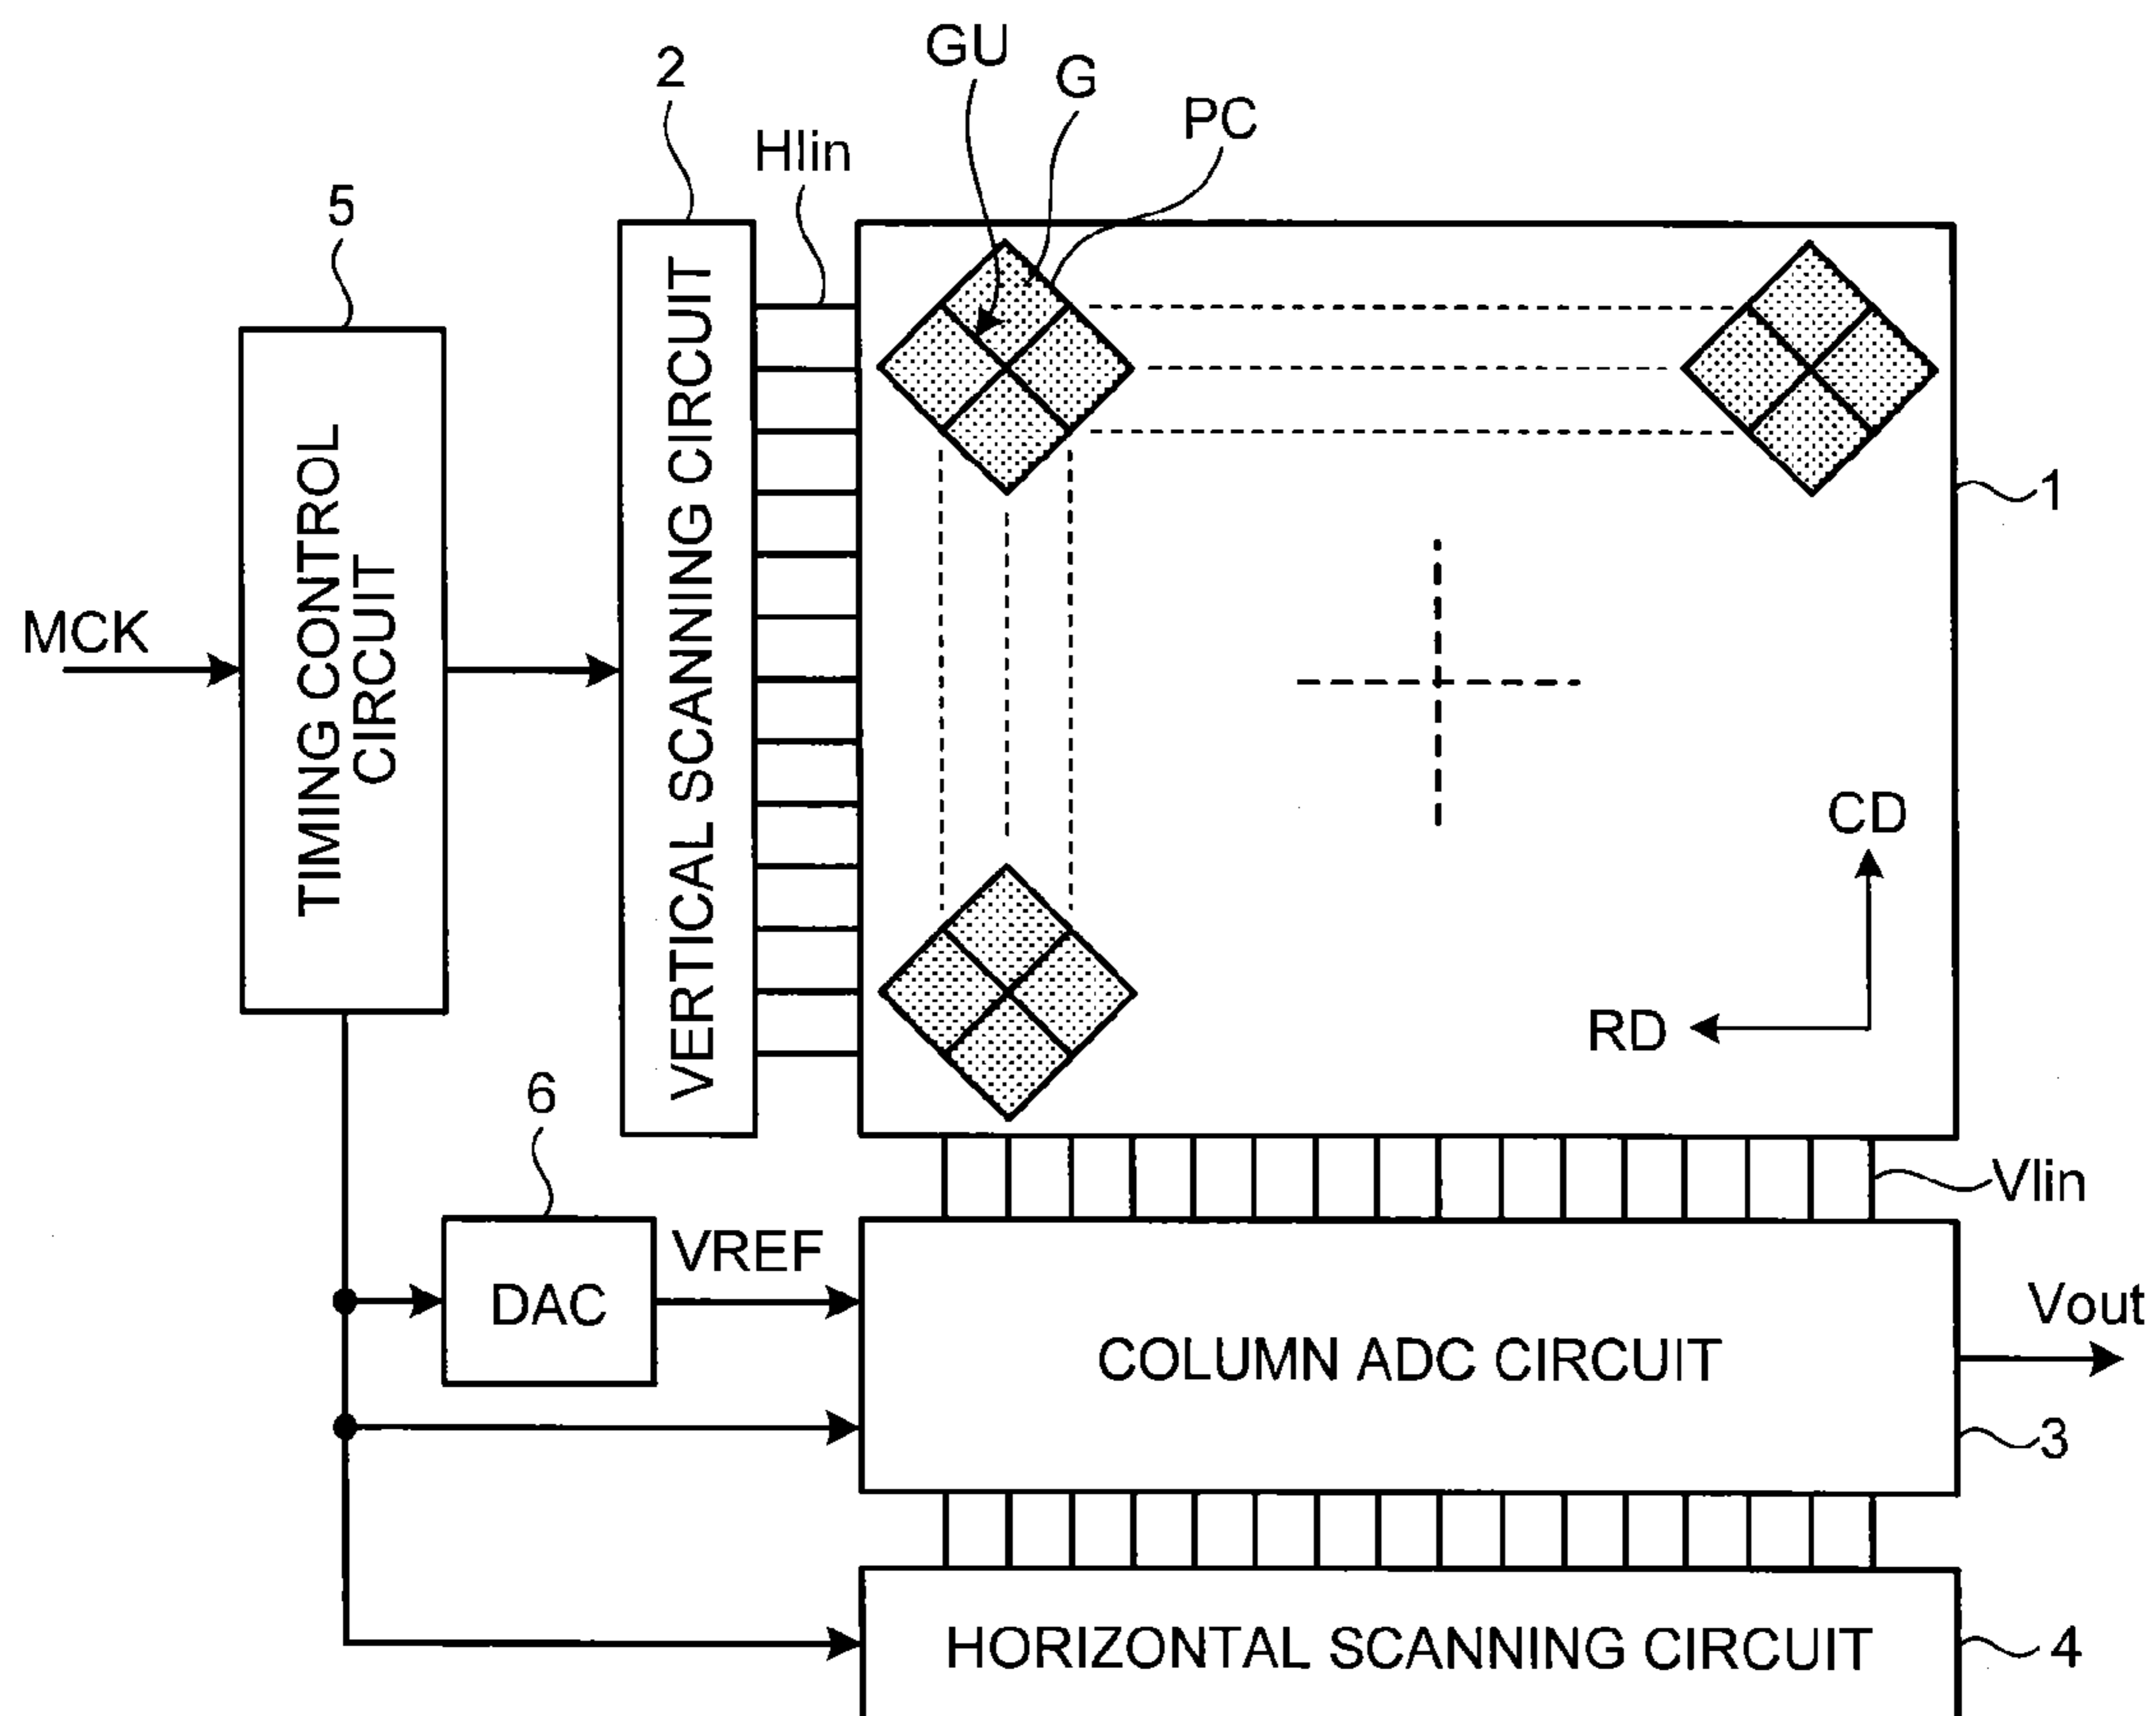 GU
G
PC
2
Hlin
5
VERTICAL SCANNING CIRCUIT
TIMING CONTROL
CIRCUIT
1
MCK
CD
RD
6
Vlin
VREF
DAC
Vout
COLUMN ADC CIRCUIT
3
HORIZONTAL SCANNING CIRCUIT
4